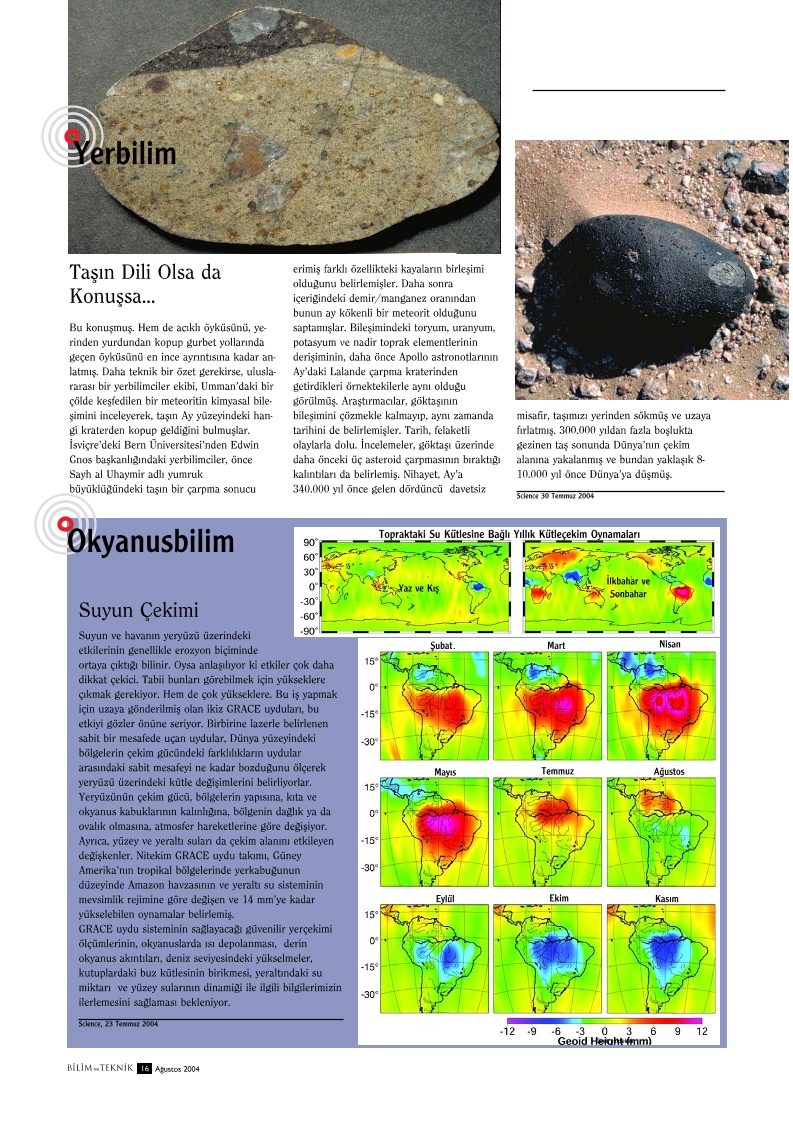 Yerbilim
Taşın Dili Olsa da
Konuşsa...
Bu konuşmuş. Hem de acıklı öyküsünü, ye-
rinden yurdundan kopup gurbet yollarında
geçen öyküsünü en ince ayrıntısına kadar an-
latmış. Daha teknik bir özet gerekirse, ulusla-
rarası bir yerbilimciler ekibi, Umman'daki bir
çölde keşfedilen bir meteoritin kimyasal bile-
şimini inceleyerek, taşın Ay yüzeyindeki han-
gi kraterden kopup geldiğini bulmuşlar.
İsviçre'deki Bern Üniversitesi'nden Edwin
Gnos başkanlığındaki yerbilimciler, önce
Sayh al Uhaymir adlı yumruk
büyüklüğündeki taşın bir çarpma sonucu
erimiş farklı özellikteki kayaların birleşimi
olduğunu belirlemişler. Daha sonra
içeriğindeki demir/manganez oranından
bunun ay kökenli bir meteorit olduğunu
saptamışlar. Bileşimindeki toryum, uranyum,
potasyum ve nadir toprak elementlerinin
derişiminin, daha önce Apollo astronotlarının
Ay'daki Lalande çarpma kraterinden
getirdikleri örnektekilerle aynı olduğu
görülmüş. Araştırmacılar, göktaşının
bileşimini çözmekle kalmayıp, aynı zamanda
tarihini de belirlemişler. Tarih, felaketli
olaylarla dolu. İncelemeler, göktaşı üzerinde
daha önceki üç asteroid çarpmasının bıraktığı
kalıntıları da belirlemiş. Nihayet, Ay'a
340.000 yıl önce gelen dördüncü davetsiz
misafir, taşımızı yerinden sökmüş ve uzaya
fırlatmış. 300.000 yıldan fazla boşlukta
gezinen taş sonunda Dünya'nın çekim
alanına yakalanmış ve bundan yaklaşık 8-
10.000 yıl önce Dünya'ya düşmüş.
Science 30 Temmuz 2004
Okyanusbilim
Suyun Çekimi
Suyun ve havanın yeryüzü üzerindeki
etkilerinin genellikle erozyon biçiminde
ortaya çıktığı bilinir. Oysa anlaşılıyor ki etkiler çok daha
dikkat çekici. Tabii bunları görebilmek için yükseklere
çıkmak gerekiyor. Hem de çok yükseklere. Bu iş yapmak
için uzaya gönderilmiş olan ikiz GRACE uyduları, bu
etkiyi gözler önüne seriyor. Birbirine lazerle belirlenen
sabit bir mesafede uçan uydular, Dünya yüzeyindeki
bölgelerin çekim gücündeki farklılıkların uydular
arasındaki sabit mesafeyi ne kadar bozduğunu ölçerek
yeryüzü üzerindeki kütle değişimlerini belirliyorlar.
Yeryüzünün çekim gücü, bölgelerin yapısına, kıta ve
okyanus kabuklarının kalınlığına, bölgenin dağlık ya da
ovalık olmasına, atmosfer hareketlerine göre değişiyor.
Ayrıca, yüzey ve yeraltı suları da çekim alanını etkileyen
değişkenler. Nitekim GRACE uydu takımı, Güney
Amerika'nın tropikal bölgelerinde yerkabuğunun
düzeyinde Amazon havzasının ve yeraltı su sisteminin
mevsimlik rejimine göre değişen ve 14 mm'ye kadar
yükselebilen oynamalar belirlemiş.
GRACE uydu sisteminin sağlayacağı güvenilir yerçekimi
ölçümlerinin, okyanuslarda ısı depolanması, derin
okyanus akıntıları, deniz seviyesindeki yükselmeler,
kutuplardaki buz kütlesinin birikmesi, yeraltındaki su
miktarı ve yüzey sularının dinamiği ile ilgili bilgilerimizin
ilerlemesini sağlaması bekleniyor.
Science, 23 Temmuz 2004
Topraktaki Su Kütlesine Bağlı Yıllık Kütleçekim Oynamaları
90°
60°
30°
0°
-30°
-60°
-90°
Yaz ve Kış
İlkbahar ve
Sonbahar
Şubat. Mart Nisan
15°
0°
-15°
-30°
Mayıs Temmuz Ağustos
15°
0°
-15°
-30°
Eylül Ekim Kasım
15°
0°
-15°
-30°
-12 -9 -6 -3 0 3 6 9 12
Geoid Height (mm)
BİLİM ve TEKNİK 16 Ağustos 2004